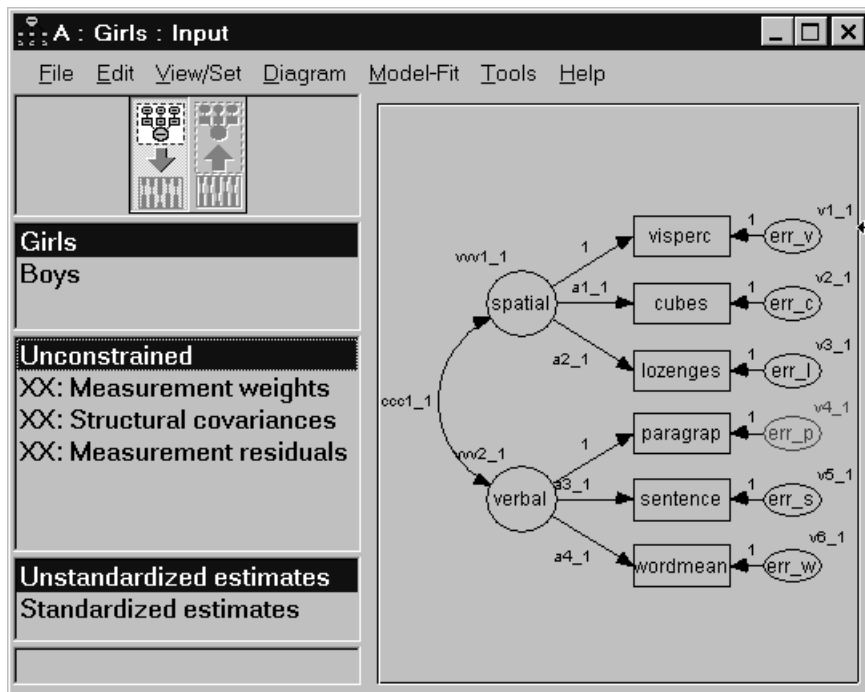 A : Girls : Input
File Edit View/Set Diagram Model-Fit Tools Help
Girls
Boys
Unconstrained
XX: Measurement weights
XX: Structural covariances
XX: Measurement residuals
Unstandardized estimates
Standardized estimates
v1_1
1
visperc
1
err_v
vvv1_1
spatial
a1_1
cubes
1
err_c
v2_1
a2_1
lozenges
1
err_l
v3_1
ccc1_1
v4_1
1
paragrap
1
err_p
vvv2_1
verbal
a3_1
sentence
1
err_s
v5_1
a4_1
wordmean
1
err_w
v6_1